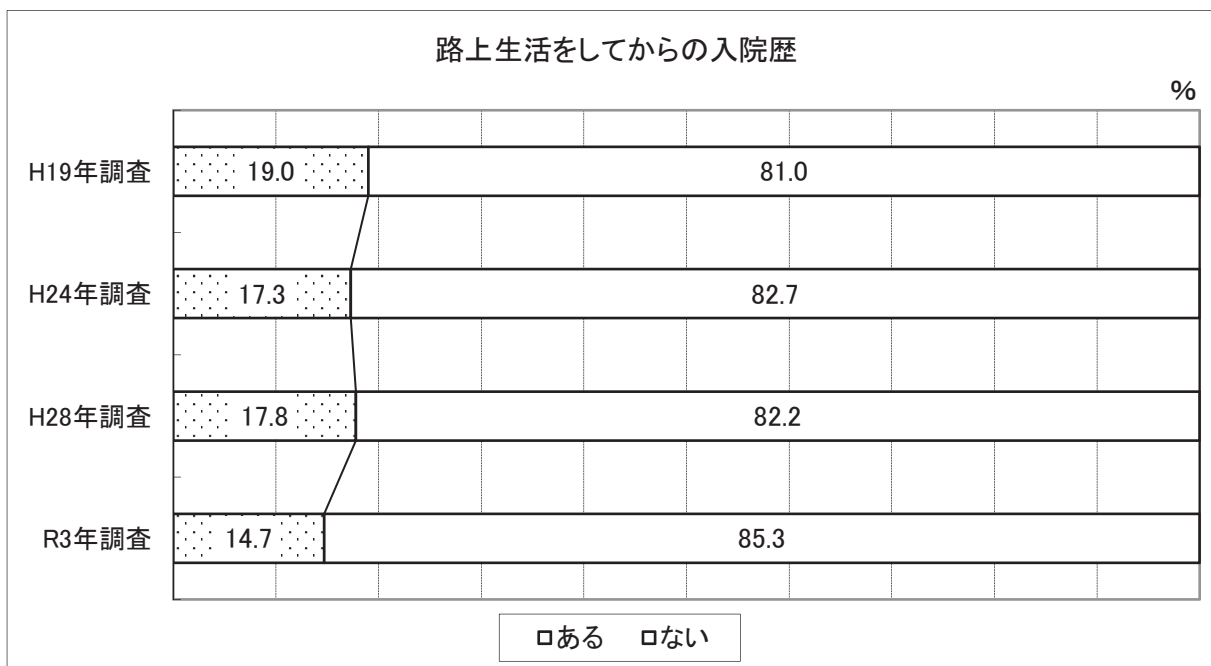 路上生活をしてからの入院歴
%
H19年調査 19.0 81.0
H24年調査 17.3 82.7
H28年調査 17.8 82.2
R3年調査 14.7 85.3
ある ない